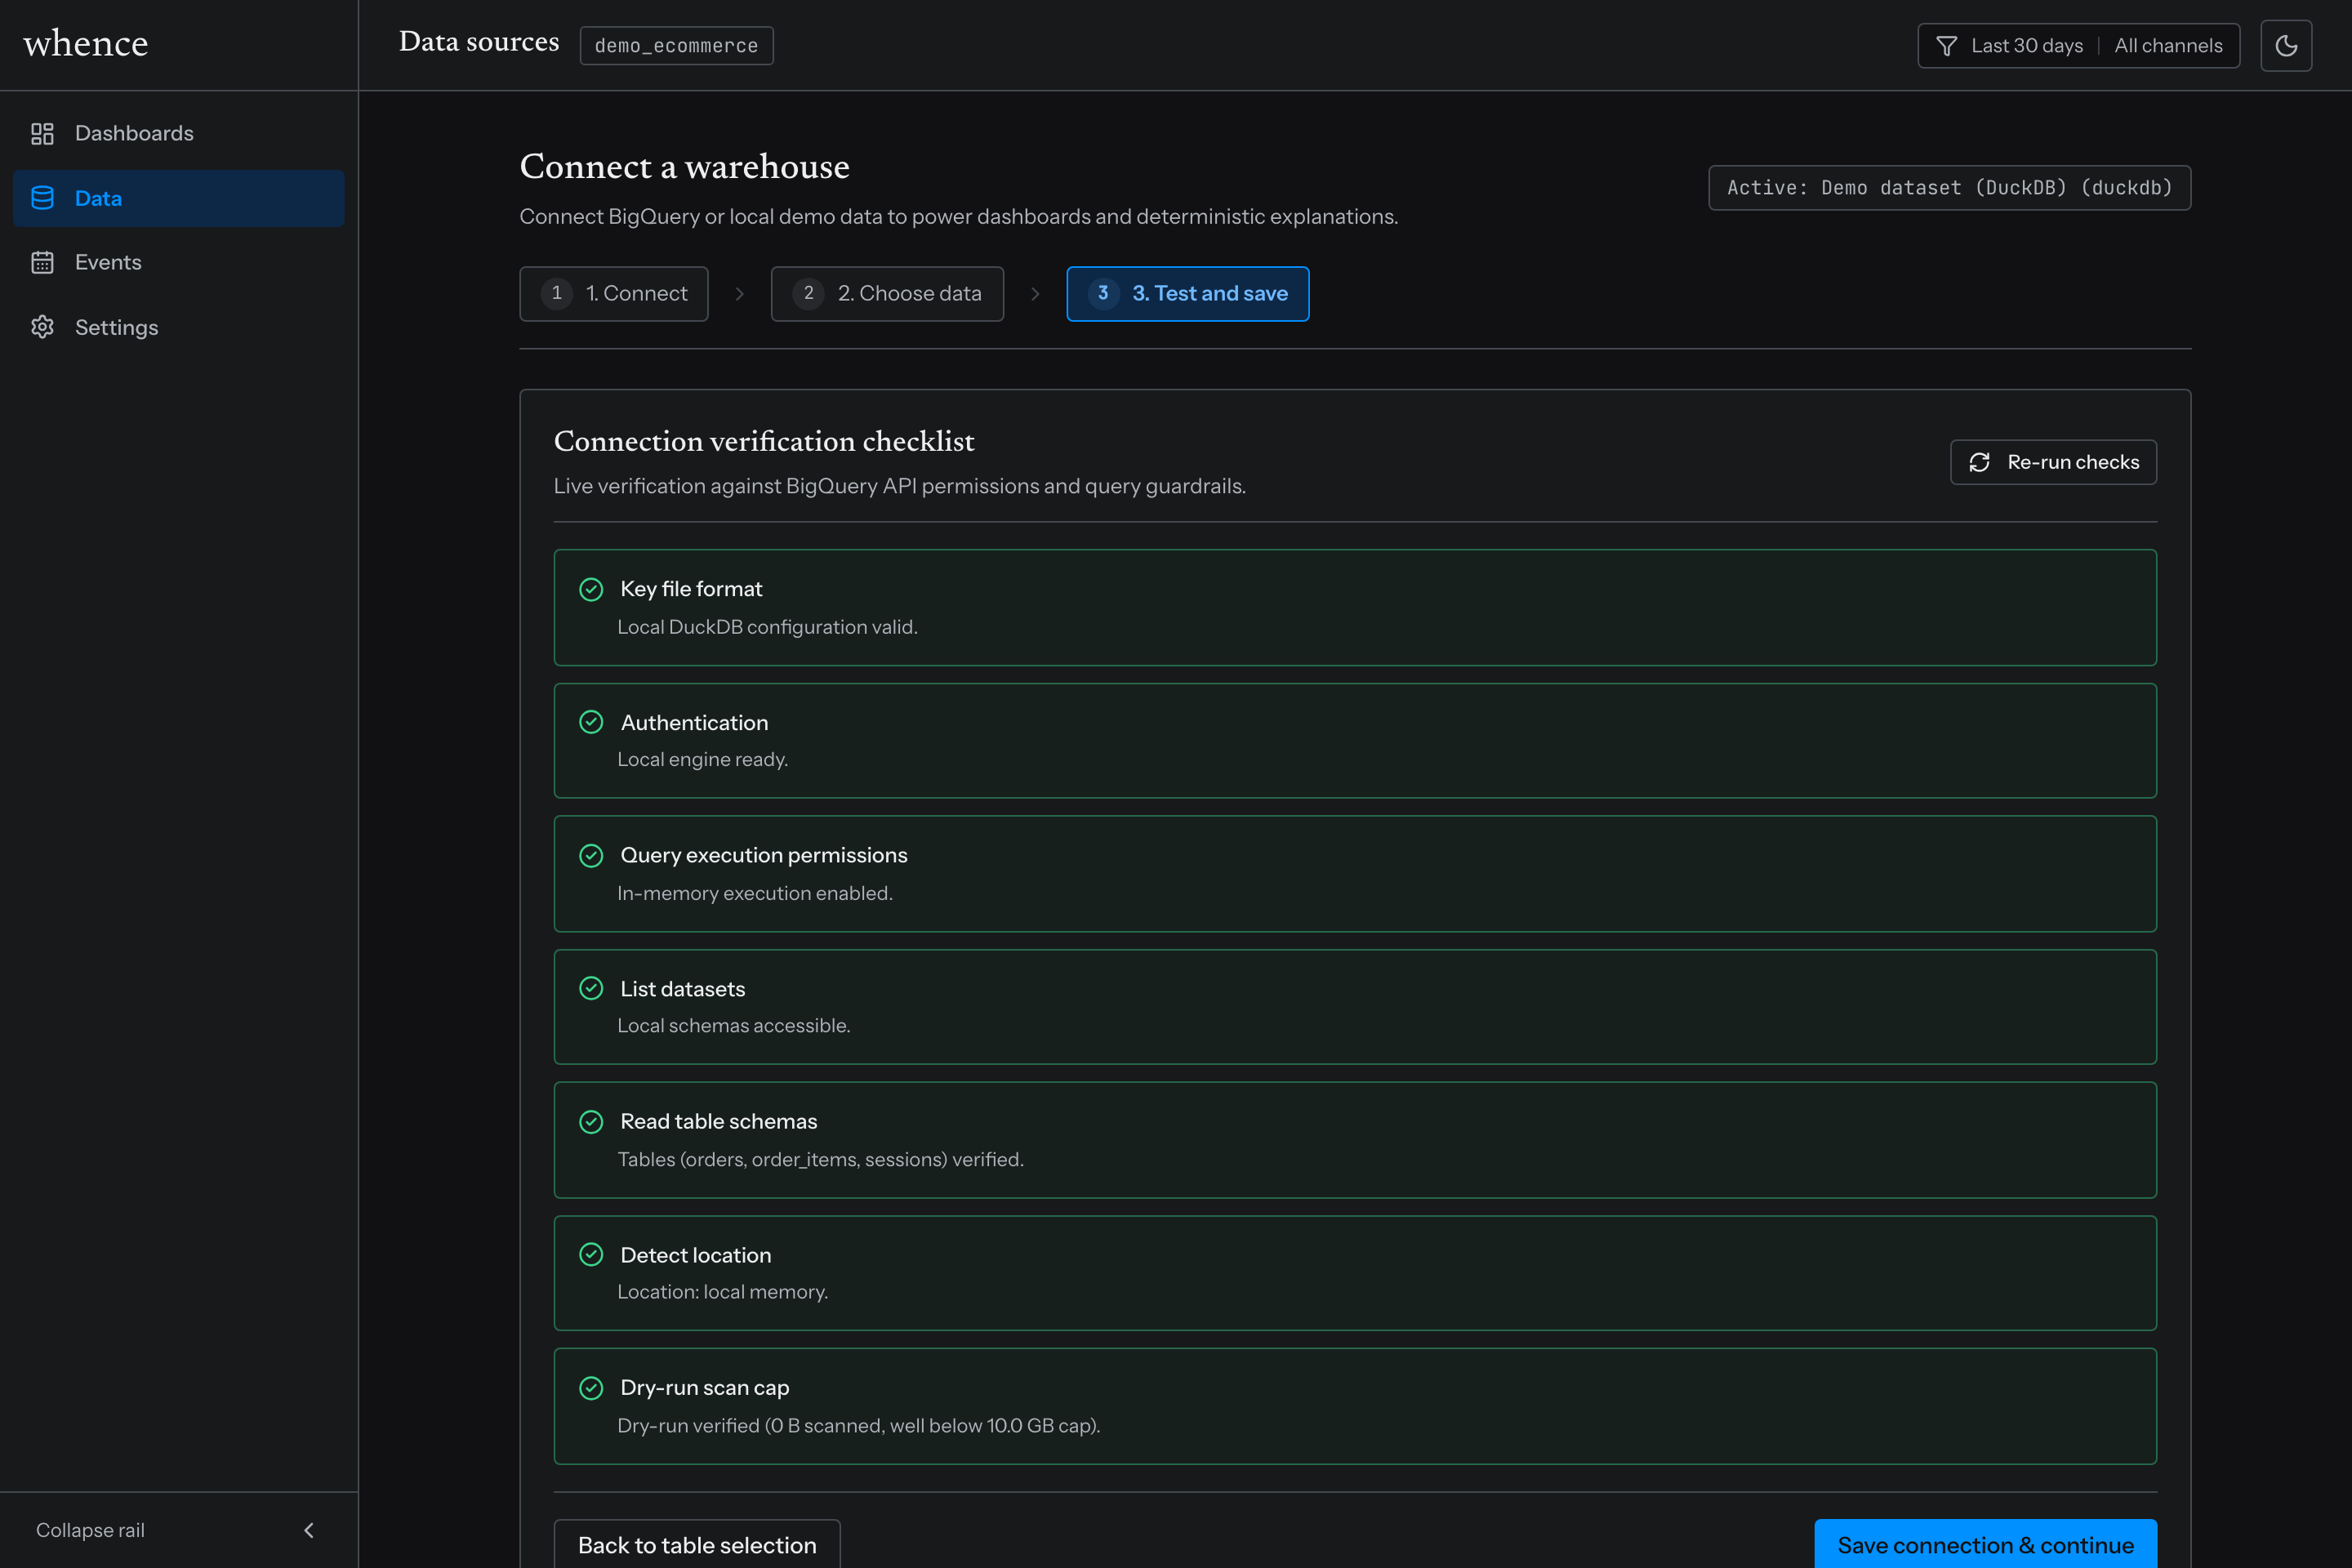 whence
Data sources
demo_ecommerce
Last 30 days
All channels
Dashboards
Data
Events
Settings
Connect a warehouse
Connect BigQuery or local demo data to power dashboards and deterministic explanations.
Active: Demo dataset (DuckDB) (duckdb)
1 1. Connect
2 2. Choose data
3 3. Test and save
Connection verification checklist
Live verification against BigQuery API permissions and query guardrails.
Re-run checks
Key file format
Local DuckDB configuration valid.
Authentication
Local engine ready.
Query execution permissions
In-memory execution enabled.
List datasets
Local schemas accessible.
Read table schemas
Tables (orders, order_items, sessions) verified.
Detect location
Location: local memory.
Dry-run scan cap
Dry-run verified (0 B scanned, well below 10.0 GB cap).
Collapse rail
Back to table selection
Save connection & continue